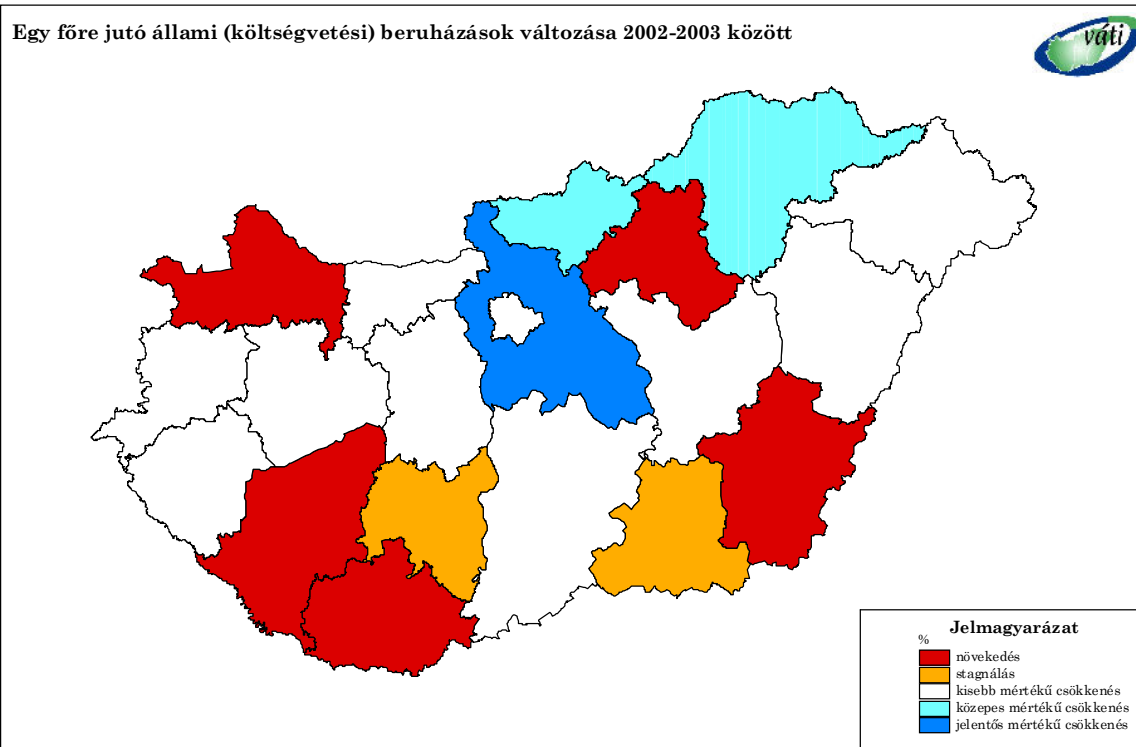 Egy főre jutó állami (költségvetési) beruházások változása 2002-2003 között
váti
Jelmagyarázat
%
növekedés
stagnálás
kisebb mértékű csökkenés
közepes mértékű csökkenés
jelentős mértékű csökkenés